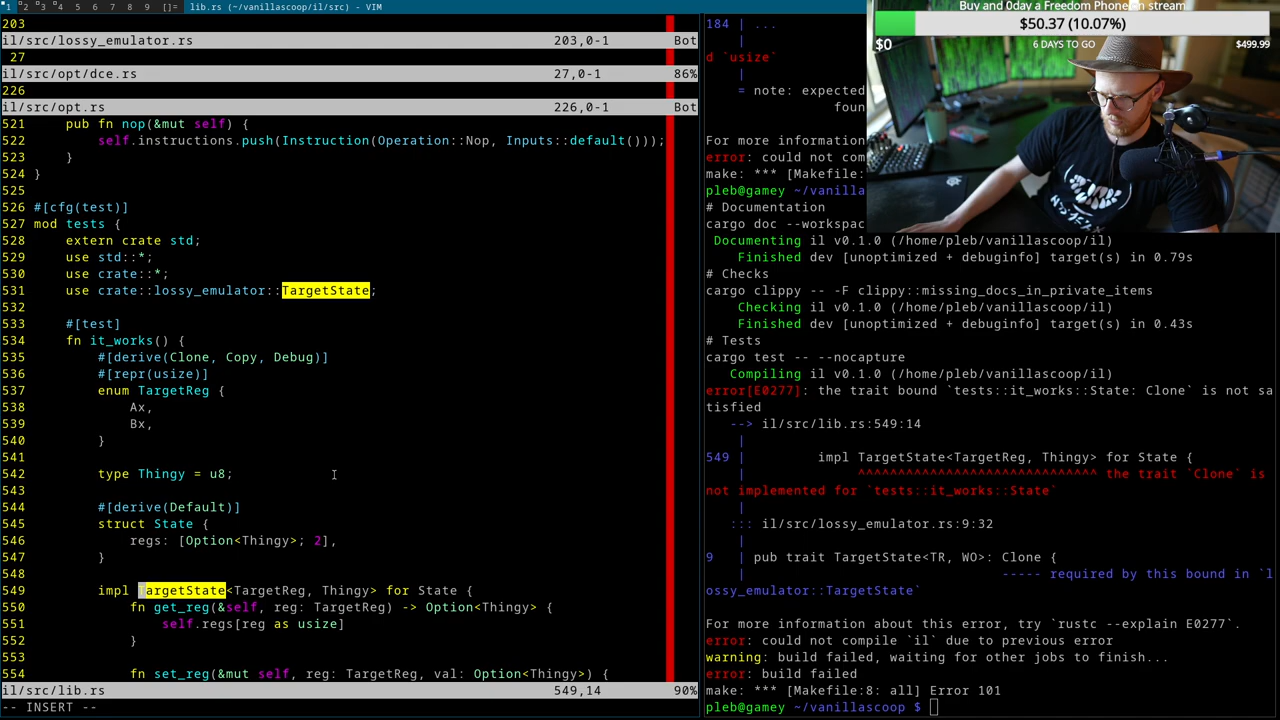 1 2 3 4 5 6 7 8 9 []= lib.rs (~/vanillascoop/il/src) - VIM
203
il/src/lossy_emulator.rs 203,0-1 Bot
27
il/src/opt/dce.rs 27,0-1 86%
226
il/src/opt.rs 226,0-1 Bot
521 pub fn nop(&mut self) {
522 self.instructions.push(Instruction(Operation::Nop, Inputs::default()));
523 }
524 }
525
526 #[cfg(test)]
527 mod tests {
528 extern crate std;
529 use std::*;
530 use crate::*;
531 use crate::lossy_emulator::TargetState;
532
533 #[test]
534 fn it_works() {
535 #[derive(Clone, Copy, Debug)]
536 #[repr(usize)]
537 enum TargetReg {
538 Ax,
539 Bx,
540 }
541
542 type Thingy = u8;
543
544 #[derive(Default)]
545 struct State {
546 regs: [Option<Thingy>; 2],
547 }
548
549 impl TargetState<TargetReg, Thingy> for State {
550 fn get_reg(&self, reg: TargetReg) -> Option<Thingy> {
551 self.regs[reg as usize]
552 }
553
554 fn set_reg(&mut self, reg: TargetReg, val: Option<Thingy>) {
il/src/lib.rs 549,14 90%
-- INSERT --
184 | ...
|
d `usize`
|
= note: expected
foun
For more information
error: could not com
make: *** [Makefile:
pleb@gamey ~/vanilla
# Documentation
cargo doc --workspac
Documenting il v0.1.0 (/home/pleb/vanillascoop/il)
Finished dev [unoptimized + debuginfo] target(s) in 0.79s
# Checks
cargo clippy -- -F clippy::missing_docs_in_private_items
Checking il v0.1.0 (/home/pleb/vanillascoop/il)
Finished dev [unoptimized + debuginfo] target(s) in 0.43s
# Tests
cargo test -- --nocapture
Compiling il v0.1.0 (/home/pleb/vanillascoop/il)
error[E0277]: the trait bound `tests::it_works::State: Clone` is not sa
tisfied
--> il/src/lib.rs:549:14
|
549 | impl TargetState<TargetReg, Thingy> for State {
| ^^^^^^^^^^^^^^^^^^^^^^^^^^^^^^ the trait `Clone` is
not implemented for `tests::it_works::State`
|
::: il/src/lossy_emulator.rs:9:32
|
9 | pub trait TargetState<TR, WO>: Clone {
| ----- required by this bound in `l
ossy_emulator::TargetState`
For more information about this error, try `rustc --explain E0277`.
error: could not compile `il` due to previous error
warning: build failed, waiting for other jobs to finish...
error: build failed
make: *** [Makefile:8: all] Error 101
pleb@gamey ~/vanillascoop $
Buy and 0day a Freedom Phone on stream
$50.37 (10.07%)
$0 6 DAYS TO GO $499.99